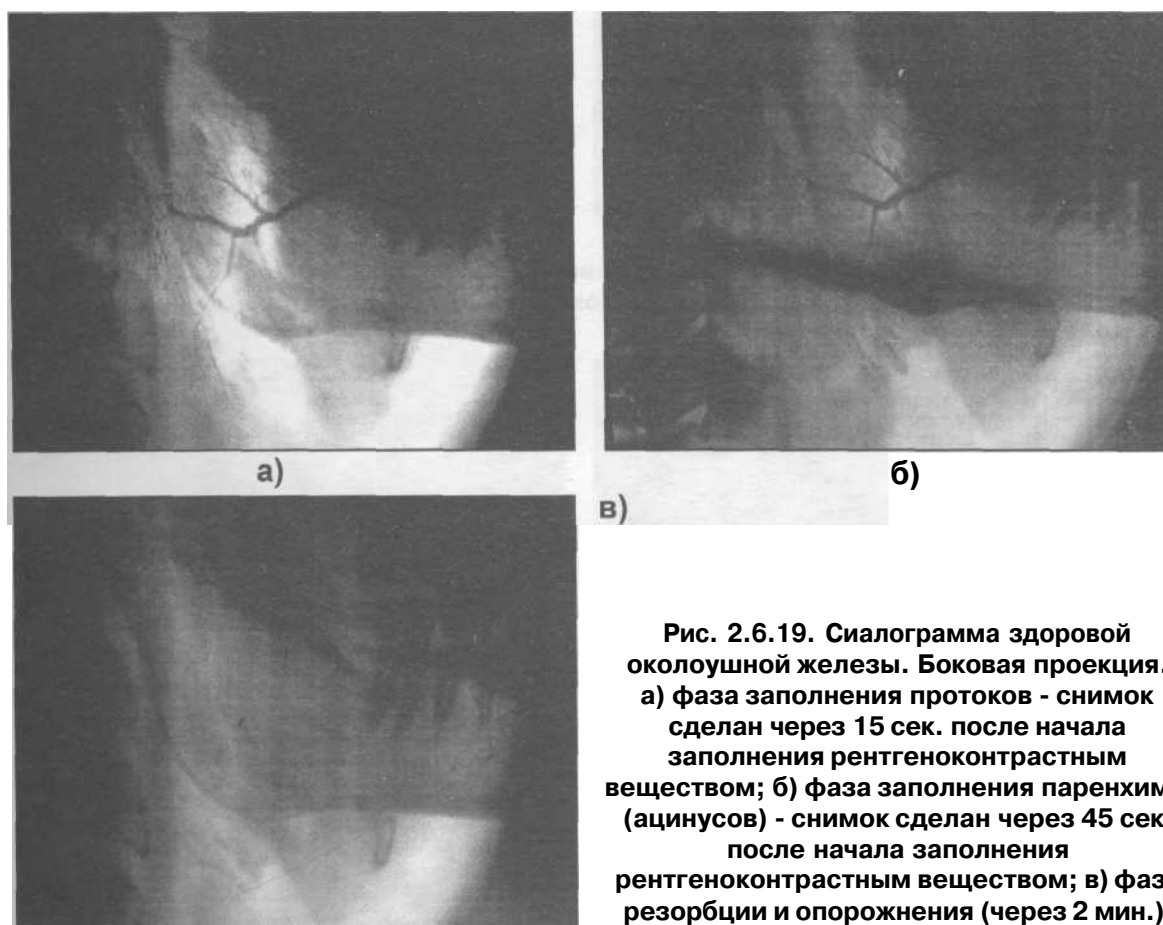 а)
б)
в)
Рис. 2.6.19. Сиалограмма здоровой
околоушной железы. Боковая проекция.
а) фаза заполнения протоков - снимок
сделан через 15 сек. после начала
заполнения рентгеноконтрастным
веществом; б) фаза заполнения паренхим
(ацинусов) - снимок сделан через 45 сек
после начала заполнения
рентгеноконтрастным веществом; в) фаз
резорбции и опорожнения (через 2 мин.)